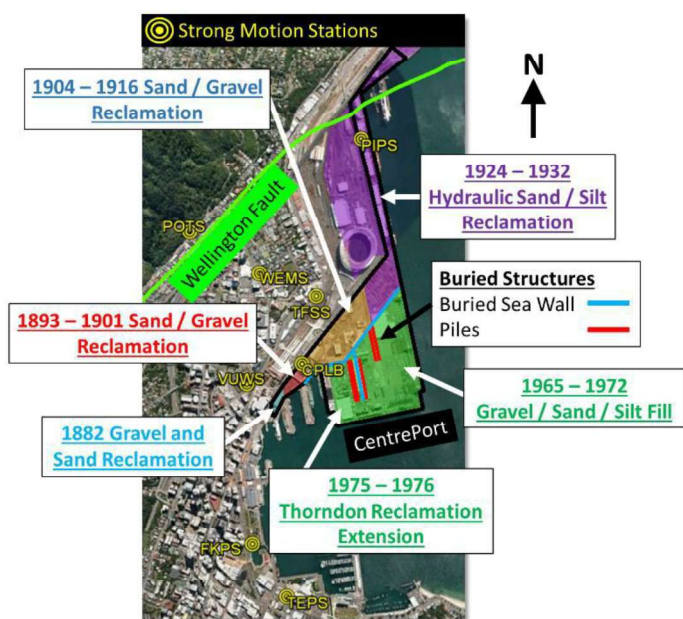 Strong Motion Stations
1904 – 1916 Sand / Gravel
Reclamation
N
PIPS
1924 – 1932
Hydraulic Sand / Silt
Reclamation
POTS
Wellington Fault
WEMS
TFSS
Buried Structures
Buried Sea Wall
Piles
1893 – 1901 Sand / Gravel
Reclamation
CPLB
VUWS
1965 – 1972
Gravel / Sand / Silt Fill
1882 Gravel and
Sand Reclamation
CentrePort
1975 – 1976
Thorndon Reclamation
Extension
FKPS
TEPS